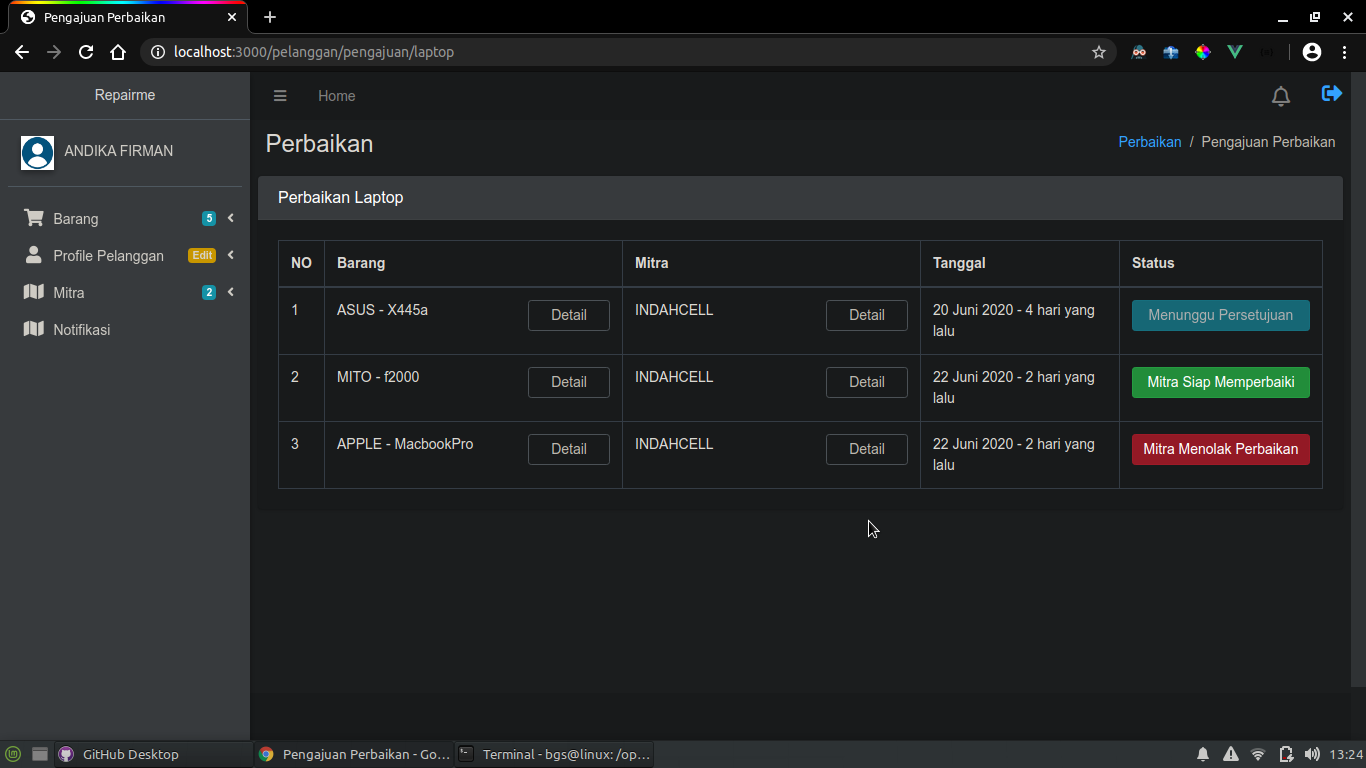 Pengajuan Perbaikan
localhost:3000/pelanggan/pengajuan/laptop
Repairme
Home
ANDIKA FIRMAN
Perbaikan
Perbaikan / Pengajuan Perbaikan
Barang 5
Profile Pelanggan Edit
Mitra 2
Notifikasi
Perbaikan Laptop
NO Barang Mitra Tanggal Status
1 ASUS - X445a Detail INDAHCELL Detail 20 Juni 2020 - 4 hari yang
lalu
Menunggu Persetujuan
2 MITO - f2000 Detail INDAHCELL Detail 22 Juni 2020 - 2 hari yang
lalu
Mitra Siap Memperbaiki
3 APPLE - MacbookPro Detail INDAHCELL Detail 22 Juni 2020 - 2 hari yang
lalu
Mitra Menolak Perbaikan
GitHub Desktop
Pengajuan Perbaikan - Go...
Terminal - bgs@linux: /op...
13:24